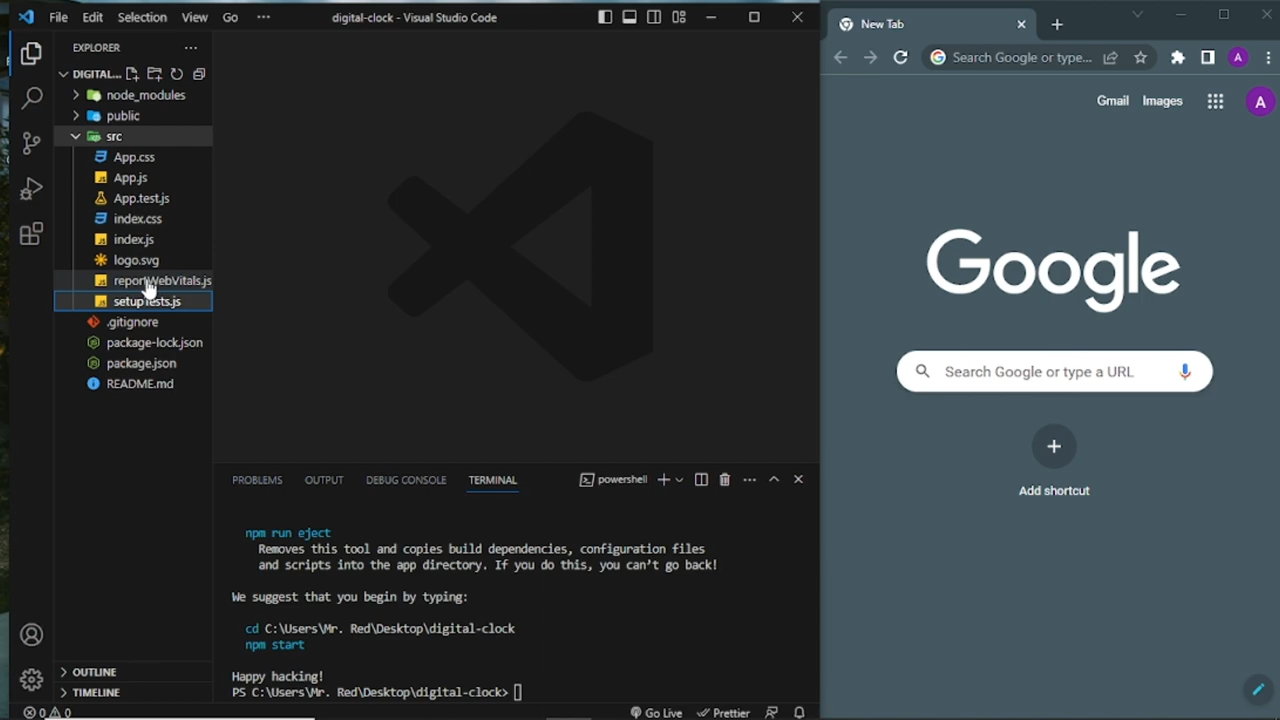 File Edit Selection View Go ··· digital-clock - Visual Studio Code
EXPLORER ···
DIGITAL...
node_modules
public
src
App.css
App.js
App.test.js
index.css
index.js
logo.svg
reportWebVitals.js
setupTests.js
.gitignore
package-lock.json
package.json
README.md
OUTLINE
TIMELINE
PROBLEMS OUTPUT DEBUG CONSOLE TERMINAL powershell ···
npm run eject
Removes this tool and copies build dependencies, configuration files
and scripts into the app directory. If you do this, you can’t go back!
We suggest that you begin by typing:
cd C:\Users\Mr. Red\Desktop\digital-clock
npm start
Happy hacking!
PS C:\Users\Mr. Red\Desktop\digital-clock>
0 0 Go Live Prettier
New Tab
Search Google or type... A
Gmail Images A
Google
Search Google or type a URL
Add shortcut